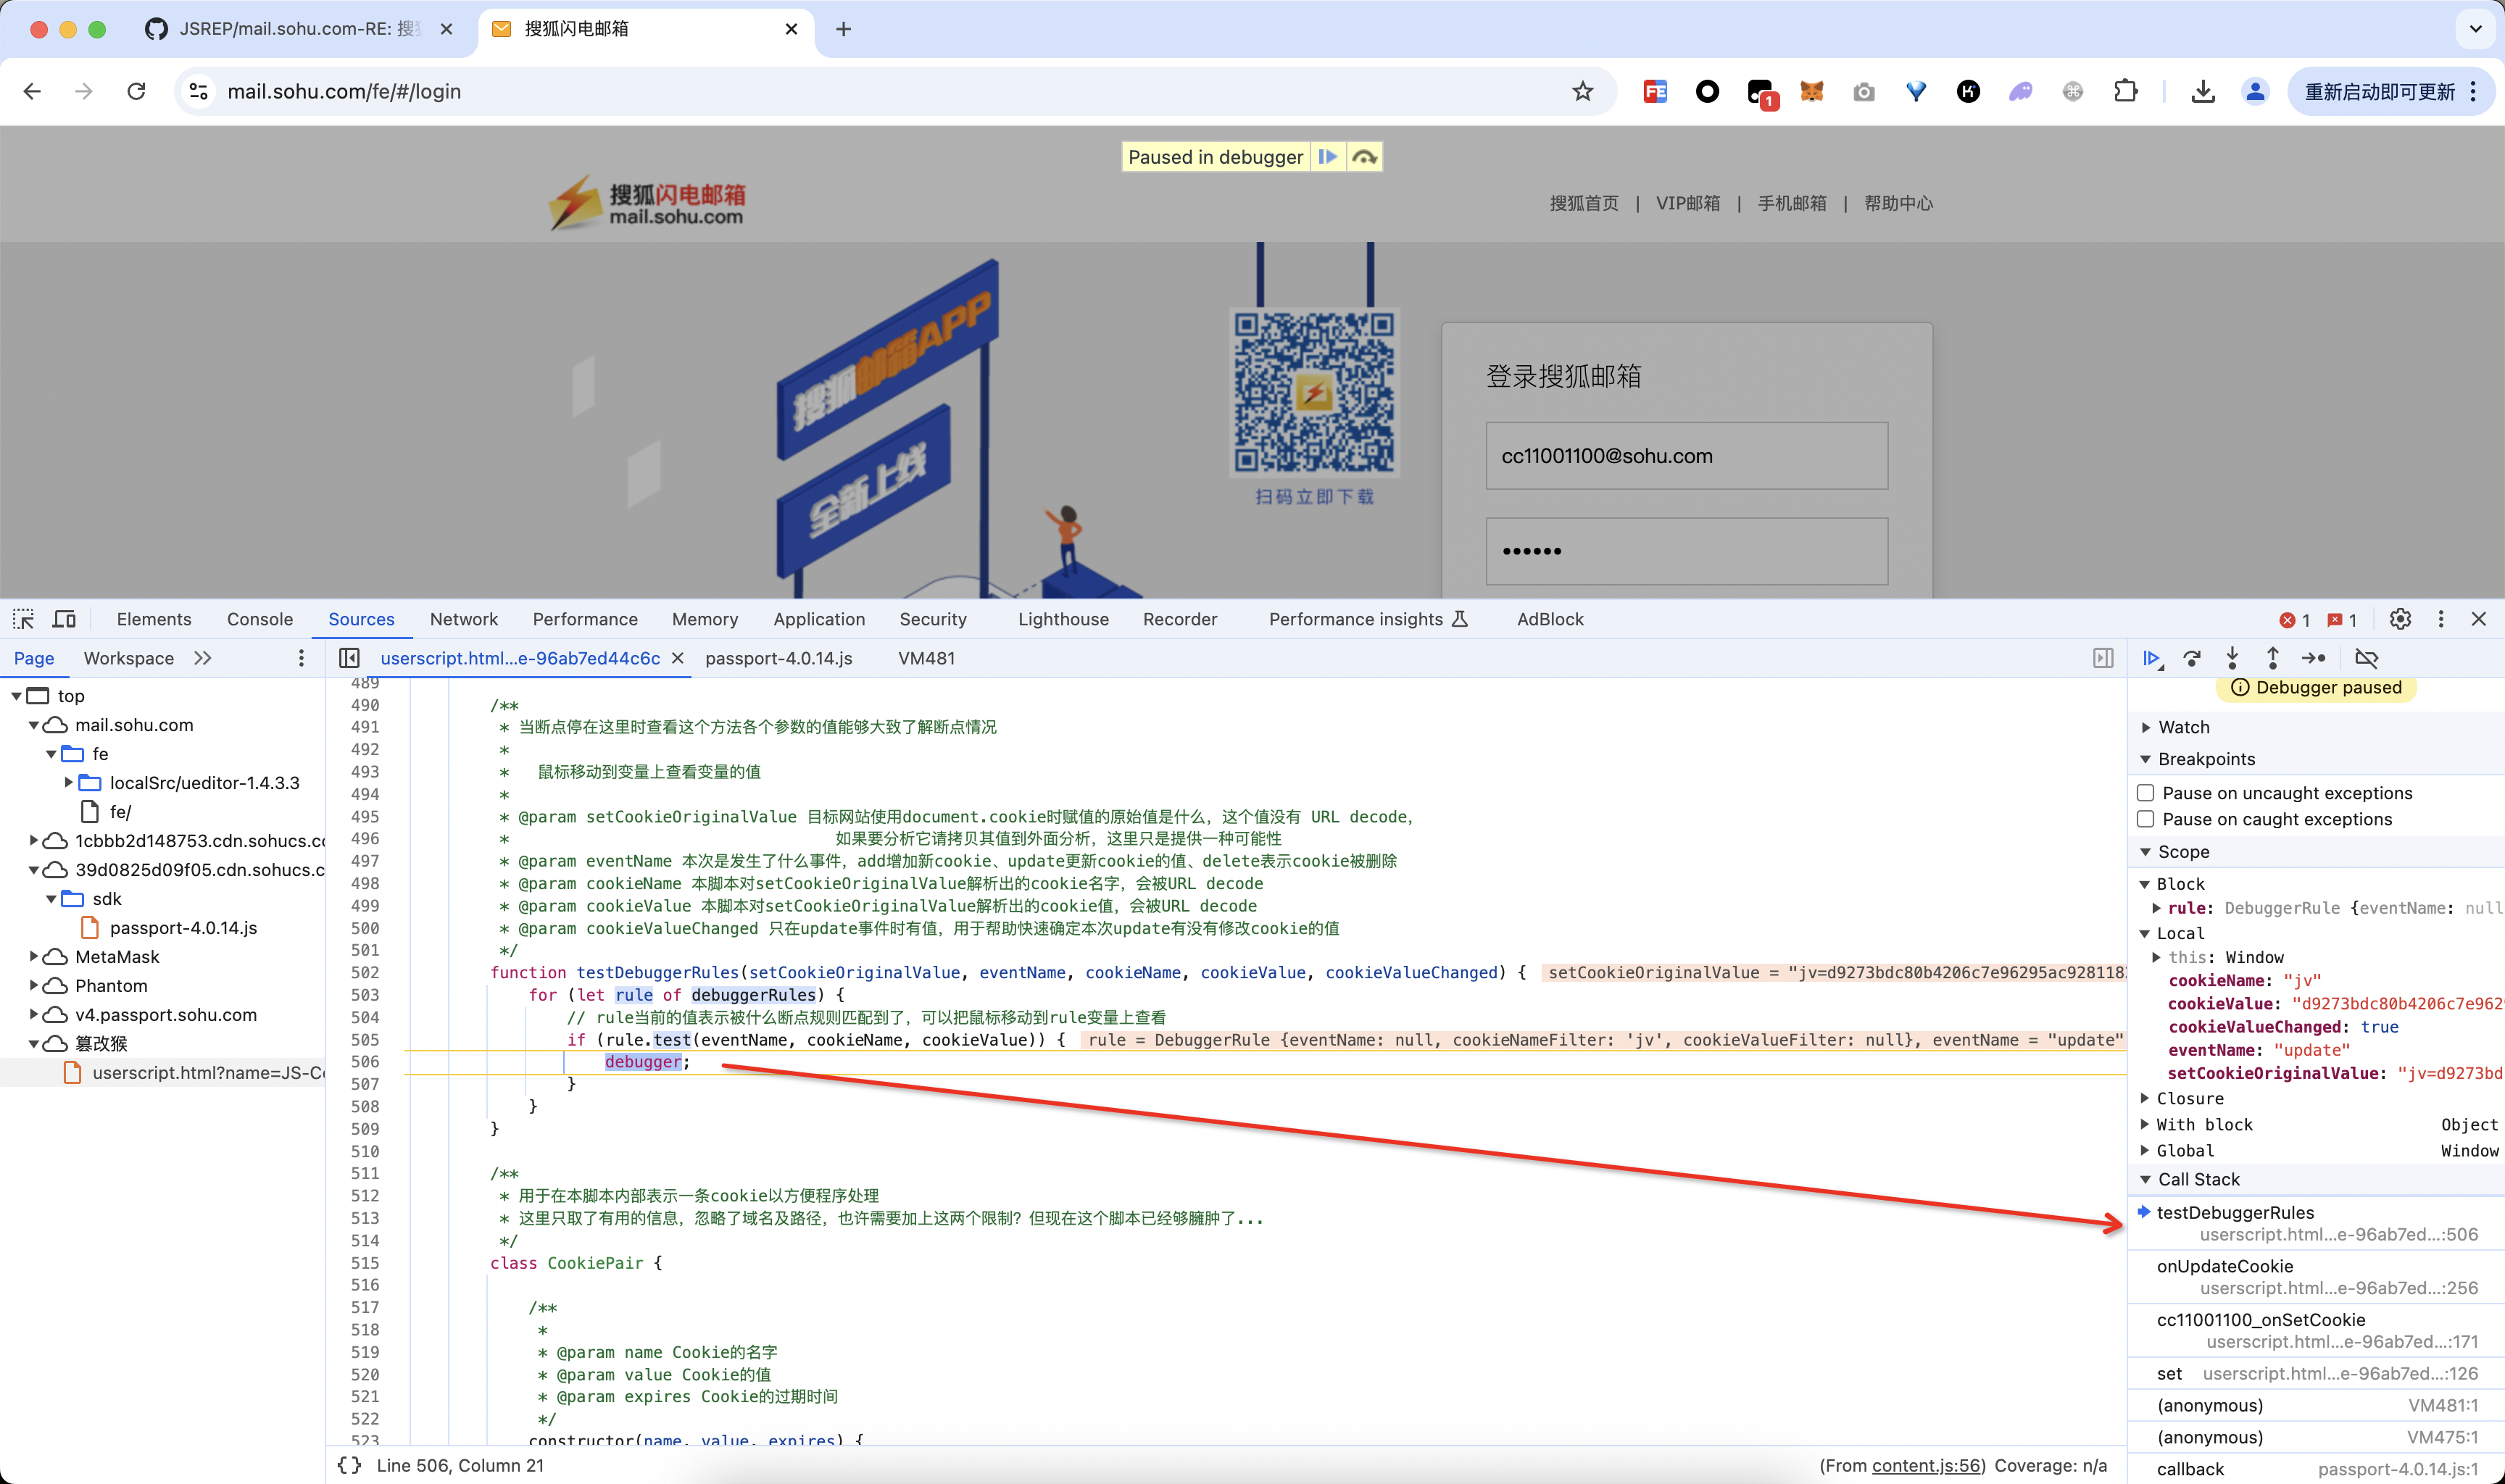 JSREP/mail.sohu.com-RE: 搜
搜狐闪电邮箱
mail.sohu.com/fe/#/login
FE
1
重新启动即可更新
Paused in debugger
搜狐闪电邮箱
mail.sohu.com
搜狐首页 | VIP邮箱 | 手机邮箱 | 帮助中心
搜狐邮箱APP
全新上线
扫码立即下载
登录搜狐邮箱
cc11001100@sohu.com
••••••
Elements Console Sources Network Performance Memory Application Security Lighthouse Recorder Performance insights AdBlock
1 1
Page Workspace
userscript.html...e-96ab7ed44c6c passport-4.0.14.js VM481
top
mail.sohu.com
fe
localSrc/ueditor-1.4.3.3
fe/
1cbbb2d148753.cdn.sohucs.c
39d0825d09f05.cdn.sohucs.c
sdk
passport-4.0.14.js
MetaMask
Phantom
v4.passport.sohu.com
篡改猴
userscript.html?name=JS-C
489
490 /**
491 * 当断点停在这里时查看这个方法各个参数的值能够大致了解断点情况
492 *
493 * 鼠标移动到变量上查看变量的值
494 *
495 * @param setCookieOriginalValue 目标网站使用document.cookie时赋值的原始值是什么，这个值没有 URL decode，
496 * 如果要分析它请拷贝其值到外面分析，这里只是提供一种可能性
497 * @param eventName 本次是发生了什么事件，add增加新cookie、update更新cookie的值、delete表示cookie被删除
498 * @param cookieName 本脚本对setCookieOriginalValue解析出的cookie名字，会被URL decode
499 * @param cookieValue 本脚本对setCookieOriginalValue解析出的cookie值，会被URL decode
500 * @param cookieValueChanged 只在update事件时有值，用于帮助快速确定本次update有没有修改cookie的值
501 */
502 function testDebuggerRules(setCookieOriginalValue, eventName, cookieName, cookieValue, cookieValueChanged) { setCookieOriginalValue = "jv=d9273bdc80b4206c7e96295ac928118
503 for (let rule of debuggerRules) {
504 // rule当前的值表示被什么断点规则匹配到了，可以把鼠标移动到rule变量上查看
505 if (rule.test(eventName, cookieName, cookieValue)) { rule = DebuggerRule {eventName: null, cookieNameFilter: 'jv', cookieValueFilter: null}, eventName = "update"
506 debugger;
507 }
508 }
509 }
510
511 /**
512 * 用于在本脚本内部表示一条cookie以方便程序处理
513 * 这里只取了有用的信息，忽略了域名及路径，也许需要加上这两个限制？但现在这个脚本已经够臃肿了...
514 */
515 class CookiePair {
516
517 /**
518 *
519 * @param name Cookie的名字
520 * @param value Cookie的值
521 * @param expires Cookie的过期时间
522 */
523 constructor(name, value, expires) {
{} Line 506, Column 21
(From content.js:56) Coverage: n/a
Debugger paused
Watch
Breakpoints
Pause on uncaught exceptions
Pause on caught exceptions
Scope
Block
rule: DebuggerRule {eventName: null
Local
this: Window
cookieName: "jv"
cookieValue: "d9273bdc80b4206c7e962
cookieValueChanged: true
eventName: "update"
setCookieOriginalValue: "jv=d9273bd
Closure
With block Object
Global Window
Call Stack
testDebuggerRules
userscript.html...e-96ab7ed...:506
onUpdateCookie
userscript.html...e-96ab7ed...:256
cc11001100_onSetCookie
userscript.html...e-96ab7ed...:171
set userscript.html...e-96ab7ed...:126
(anonymous) VM481:1
(anonymous) VM475:1
callback passport-4.0.14.js:1